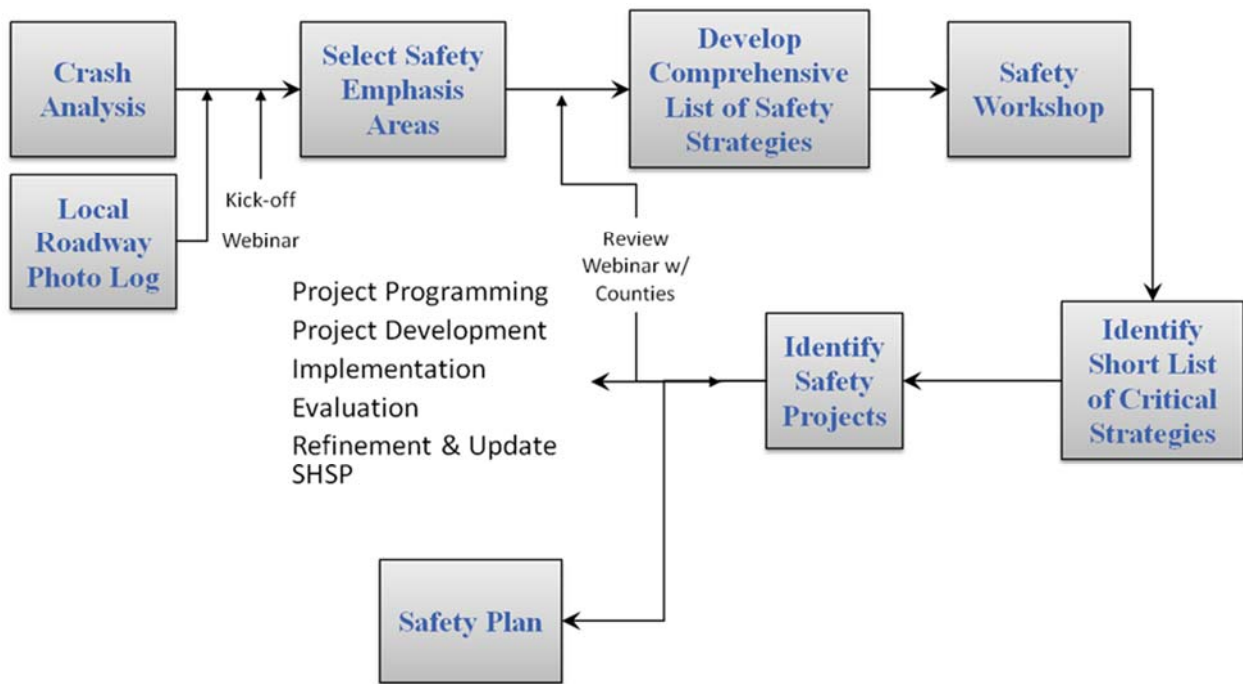 Crash
Analysis
Select Safety
Emphasis
Areas
Develop
Comprehensive
List of Safety
Strategies
Safety
Workshop
Local
Roadway
Photo Log
Kick-off
Webinar
Review
Webinar w/
Counties
Project Programming
Project Development
Implementation
Evaluation
Refinement & Update
SHSP
Identify
Safety
Projects
Identify
Short List
of Critical
Strategies
Safety Plan